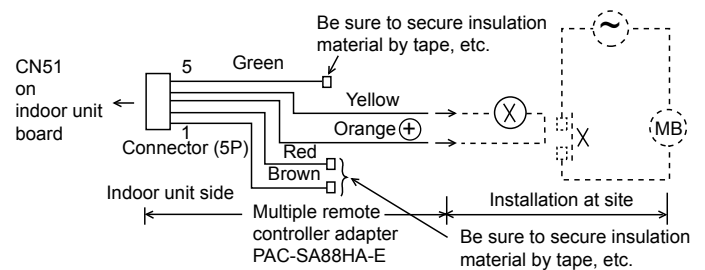 Be sure to secure insulation
material by tape, etc.
CN51
on
indoor unit
board
5
Green
Yellow
X
Orange +
X
MB
1
Connector (5P)
Red
Brown
Indoor unit side
Installation at site
Multiple remote
controller adapter
PAC-SA88HA-E
Be sure to secure insulation
material by tape, etc.